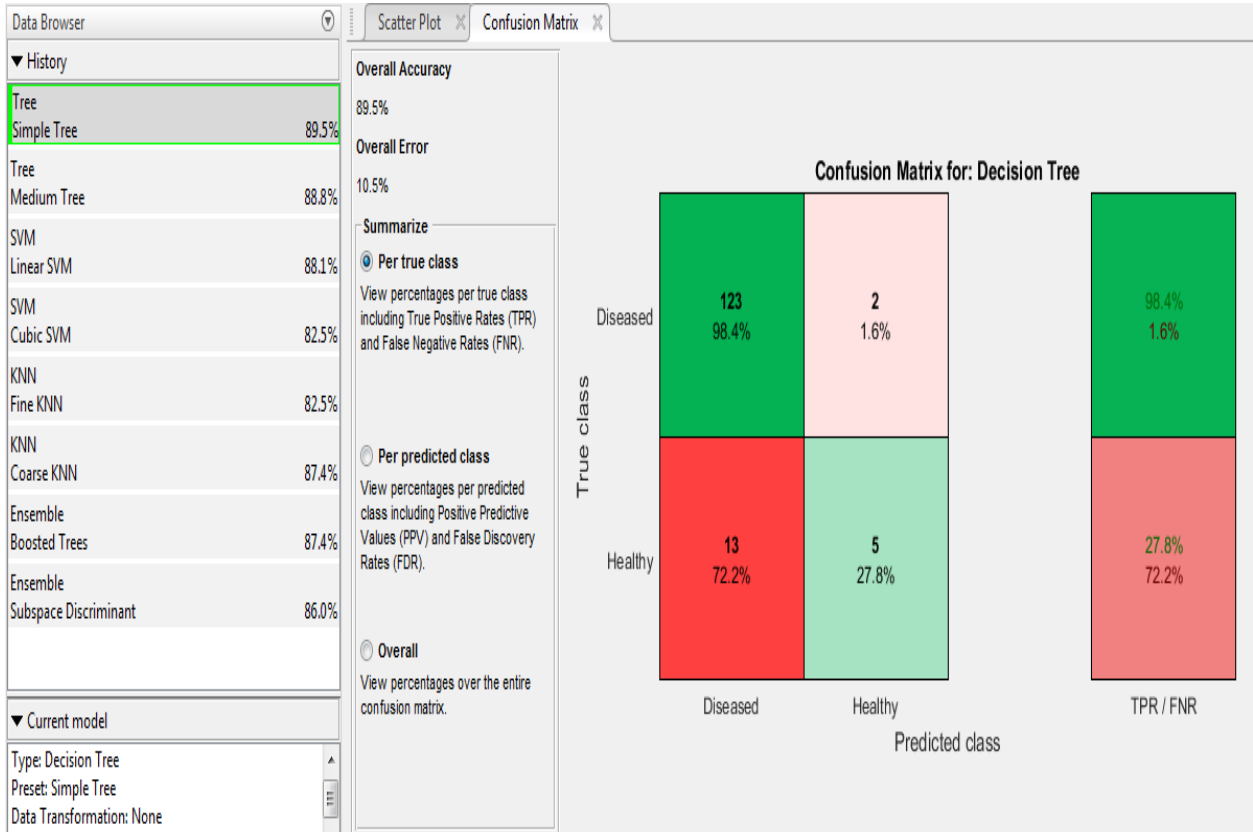 Data Browser
▼ History
Tree
Simple Tree 89.5%
Tree
Medium Tree 88.8%
SVM
Linear SVM 88.1%
SVM
Cubic SVM 82.5%
KNN
Fine KNN 82.5%
KNN
Coarse KNN 87.4%
Ensemble
Boosted Trees 87.4%
Ensemble
Subspace Discriminant 86.0%
▼ Current model
Type: Decision Tree
Preset: Simple Tree
Data Transformation: None
Scatter Plot
Confusion Matrix
Overall Accuracy
89.5%
Overall Error
10.5%
Summarize
Per true class
View percentages per true class
including True Positive Rates (TPR)
and False Negative Rates (FNR).
Per predicted class
View percentages per predicted
class including Positive Predictive
Values (PPV) and False Discovery
Rates (FDR).
Overall
View percentages over the entire
confusion matrix.
Confusion Matrix for: Decision Tree
True class
Diseased
123
98.4%
2
1.6%
98.4%
1.6%
Healthy
13
72.2%
5
27.8%
27.8%
72.2%
Diseased Healthy TPR / FNR
Predicted class